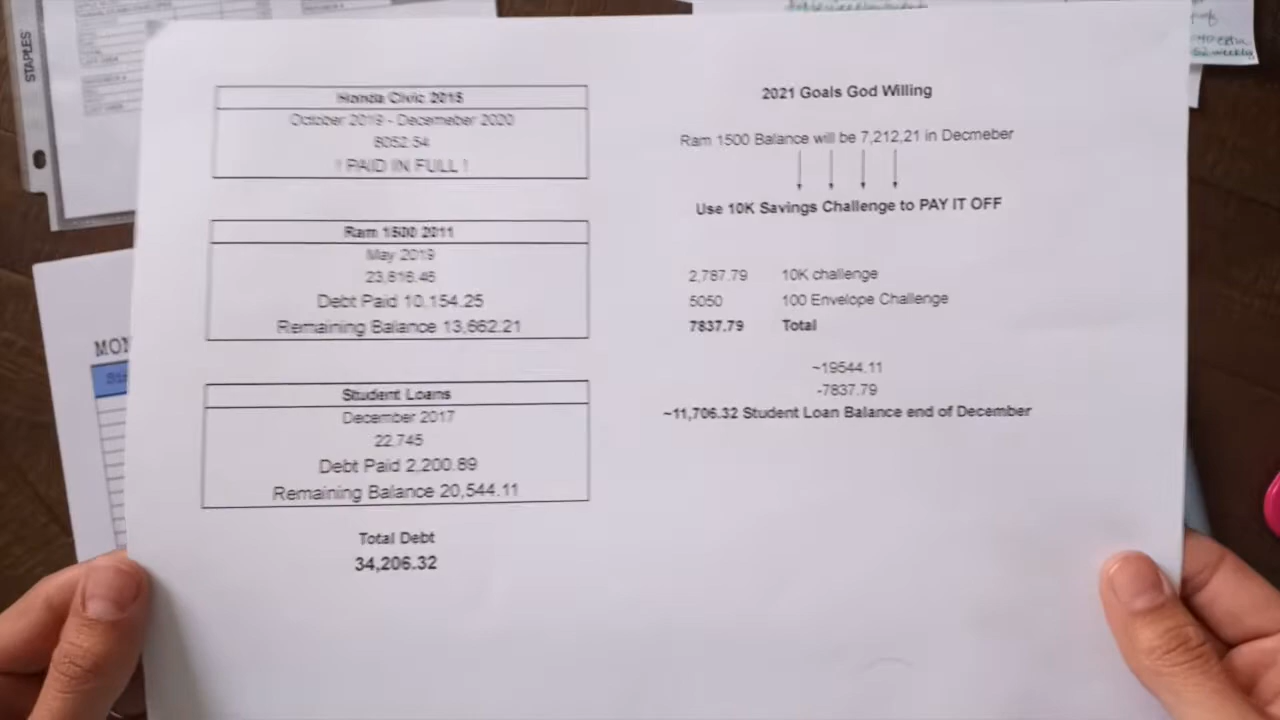 STAPLES
Honda Civic 2015
October 2019 - Decemeber 2020
8052.54
! PAID IN FULL !
Ram 1500 2011
May 2019
23,816.46
Debt Paid 10,154.25
Remaining Balance 13,662.21
Student Loans
December 2017
22,745
Debt Paid 2,200.89
Remaining Balance 20,544.11
Total Debt
34,206.32
2021 Goals God Willing
Ram 1500 Balance will be 7,212,21 in Decmeber
Use 10K Savings Challenge to PAY IT OFF
2,787.79 10K challenge
5050 100 Envelope Challenge
7837.79 Total
~19544.11
-7837.79
~11,706.32 Student Loan Balance end of December
MON